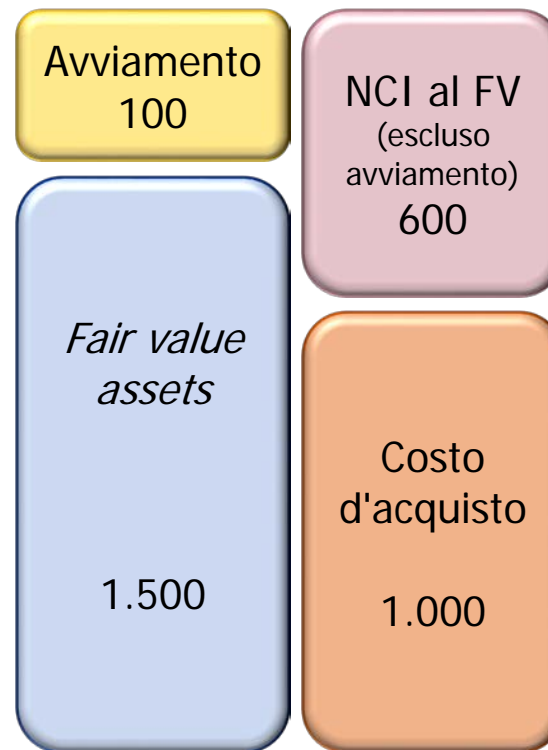 Avviamento
100
NCI al FV
(escluso
avviamento)
600
Fair value
assets
1.500
Costo
d'acquisto
1.000